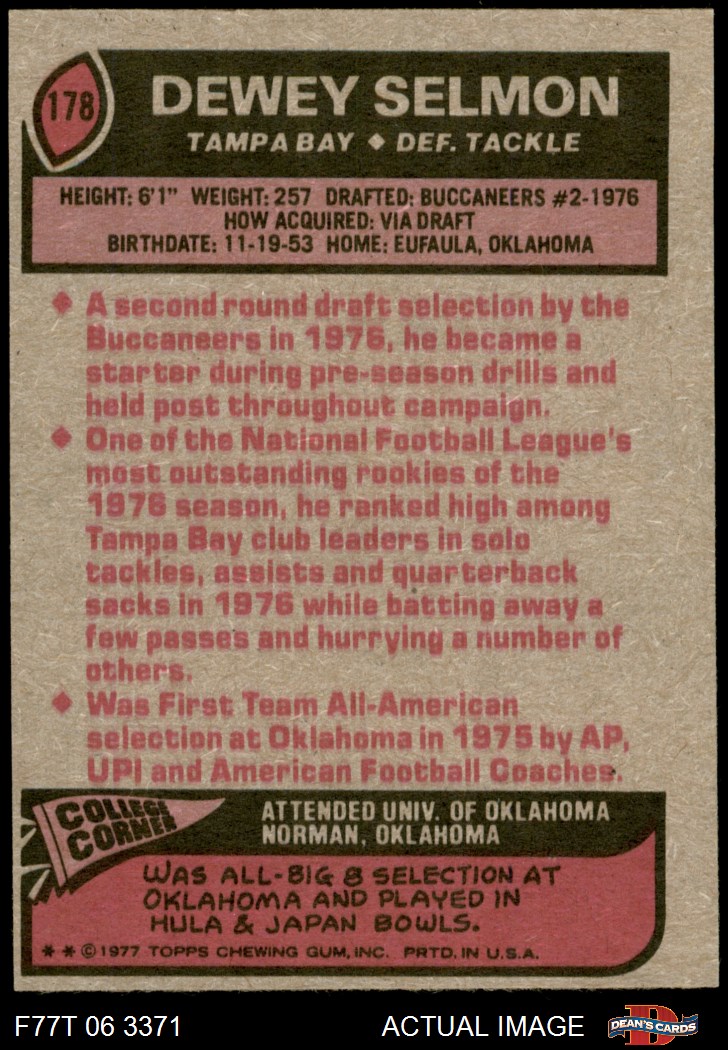 178
DEWEY SELMON
TAMPA BAY ◆ DEF. TACKLE
HEIGHT: 6'1" WEIGHT: 257 DRAFTED: BUCCANEERS #2-1976
HOW ACQUIRED: VIA DRAFT
BIRTHDATE: 11-19-53 HOME: EUFAULA, OKLAHOMA
◆ A second round draft selection by the
Buccaneers in 1976, he became a
starter during pre-season drills and
held post throughout campaign.
◆ One of the National Football League's
most outstanding rookies of the
1976 season, he ranked high among
Tampa Bay club leaders in solo
tackles, assists and quarterback
sacks in 1976 while batting away a
few passes and hurrying a number of
others.
◆ Was First Team All-American
selection at Oklahoma in 1975 by AP,
UPI and American Football Coaches.
COLLEGE
CORNER
ATTENDED UNIV. OF OKLAHOMA
NORMAN, OKLAHOMA
WAS ALL-BIG 8 SELECTION AT
OKLAHOMA AND PLAYED IN
HULA & JAPAN BOWLS.
* * © 1977 TOPPS CHEWING GUM, INC. PRTD. IN U.S.A.
F77T 06 3371 ACTUAL IMAGE DEAN'S CARDS